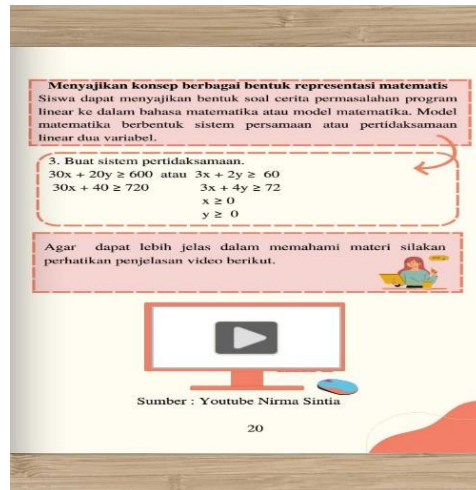 Menyajikan konsep berbagai bentuk representasi matematis
Siswa dapat menyajikan bentuk soal cerita permasalahan program
linear ke dalam bahasa matematika atau model matematika. Model
matematika berbentuk sistem persamaan atau pertidaksamaan
linear dua variabel.
3. Buat sistem pertidaksamaan.
30x + 20y ≥ 600 atau 3x + 2y ≥ 60
30x + 40 ≥ 720 3x + 4y ≥ 72
x ≥ 0
y ≥ 0
Agar dapat lebih jelas dalam memahami materi silakan
perhatikan penjelasan video berikut.
Sumber : Youtube Nirma Sintia
20